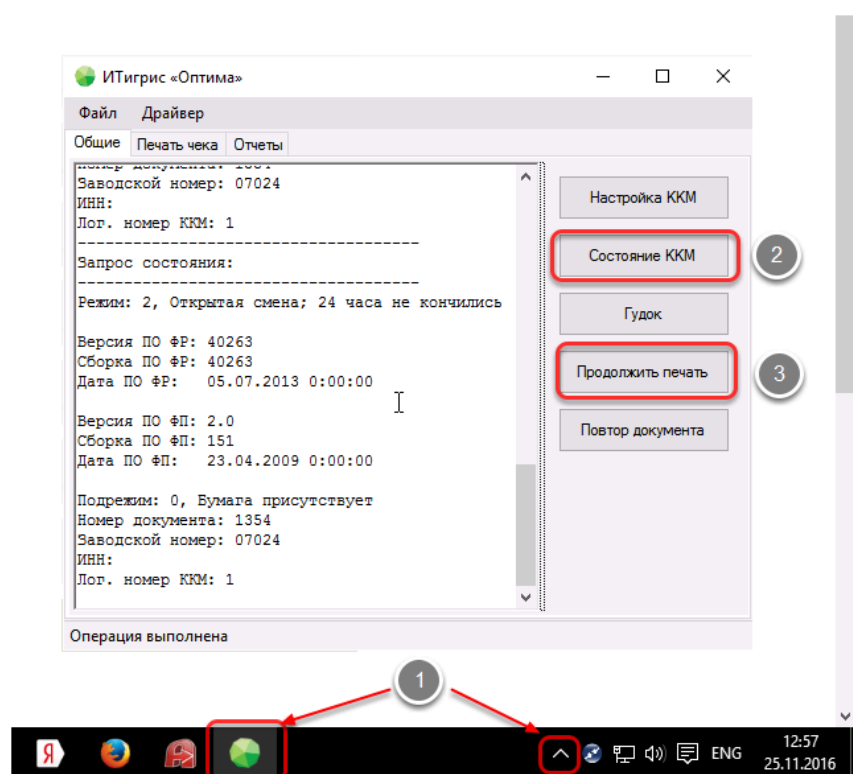 ИТигрис «Оптима»
Файл Драйвер
Общие Печать чека Отчеты
Заводской номер: 07024
ИНН:
Лог. номер ККМ: 1
--------------------------------------
Запрос состояния:
--------------------------------------
Режим: 2, Открытая смена; 24 часа не кончились
Версия ПО ФР: 40263
Сборка ПО ФР: 40263
Дата ПО ФР: 05.07.2013 0:00:00
Версия ПО ФП: 2.0
Сборка ПО ФП: 151
Дата ПО ФП: 23.04.2009 0:00:00
Подрежим: 0, Бумага присутствует
Номер документа: 1354
Заводской номер: 07024
ИНН:
Лог. номер ККМ: 1
Настройка ККМ
Состояние ККМ
2
Гудок
Продолжить печать
3
Повтор документа
Операция выполнена
1
Я
ENG
12:57
25.11.2016